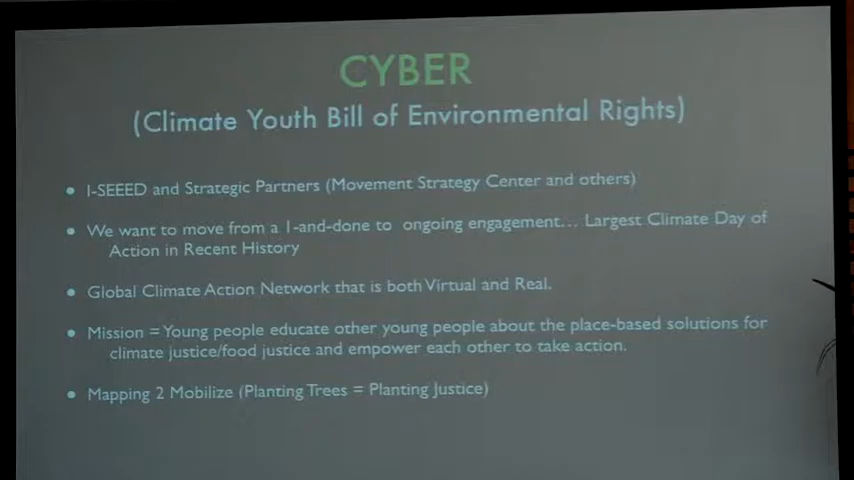 CYBER
(Climate Youth Bill of Environmental Rights)
• I-SEEED and Strategic Partners (Movement Strategy Center and others)
• We want to move from a 1-and-done to ongoing engagement… Largest Climate Day of
Action in Recent History
• Global Climate Action Network that is both Virtual and Real.
• Mission = Young people educate other young people about the place-based solutions for
climate justice/food justice and empower each other to take action.
• Mapping 2 Mobilize (Planting Trees = Planting Justice)